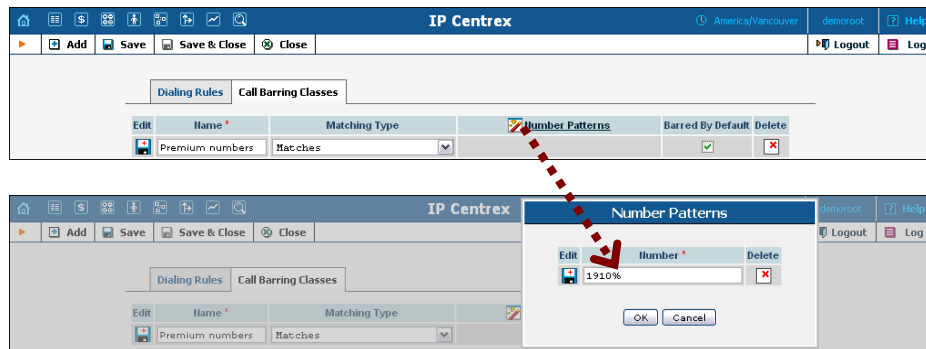 IP Centrex America/Vancouver demoroot Help
Add Save Save & Close Close Logout Log
Dialing Rules Call Barring Classes
Edit Name * Matching Type Number Patterns Barred By Default Delete
Premium numbers Matches
IP Centrex Number Patterns demoroot Help
Add Save Save & Close Close Logout Log
Edit Number * Delete
1910%
Dialing Rules Call Barring Classes
Edit Name * Matching Type
OK Cancel
Premium numbers Matches